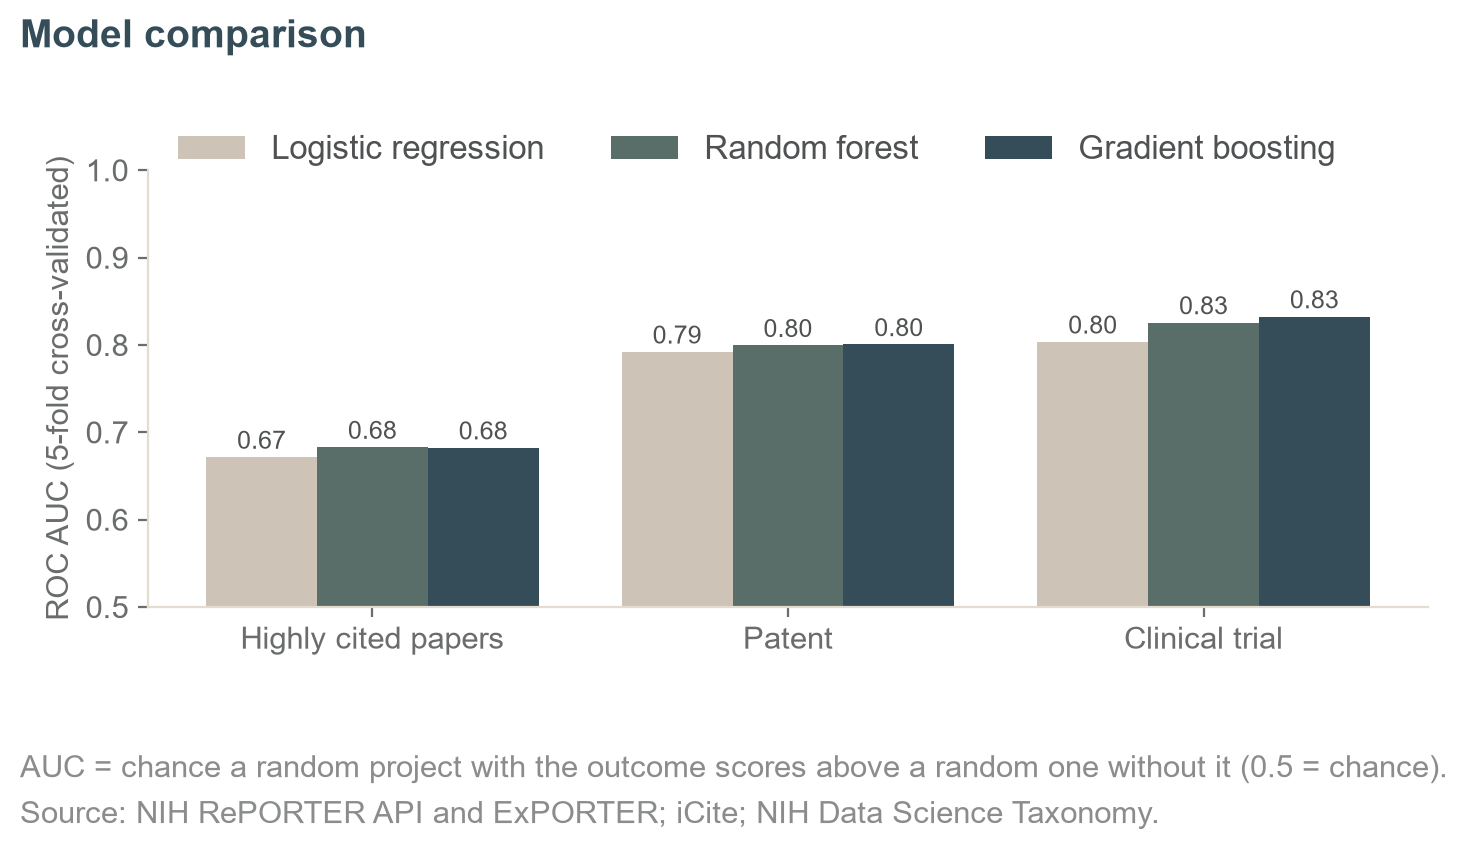 Model comparison
Logistic regression
Random forest
Gradient boosting
ROC AUC (5-fold cross-validated)
1.0
0.9
0.8
0.7
0.6
0.5
0.67
0.68
0.68
0.79
0.80
0.80
0.80
0.83
0.83
Highly cited papers
Patent
Clinical trial
AUC = chance a random project with the outcome scores above a random one without it (0.5 = chance).
Source: NIH RePORTER API and ExPORTER; iCite; NIH Data Science Taxonomy.